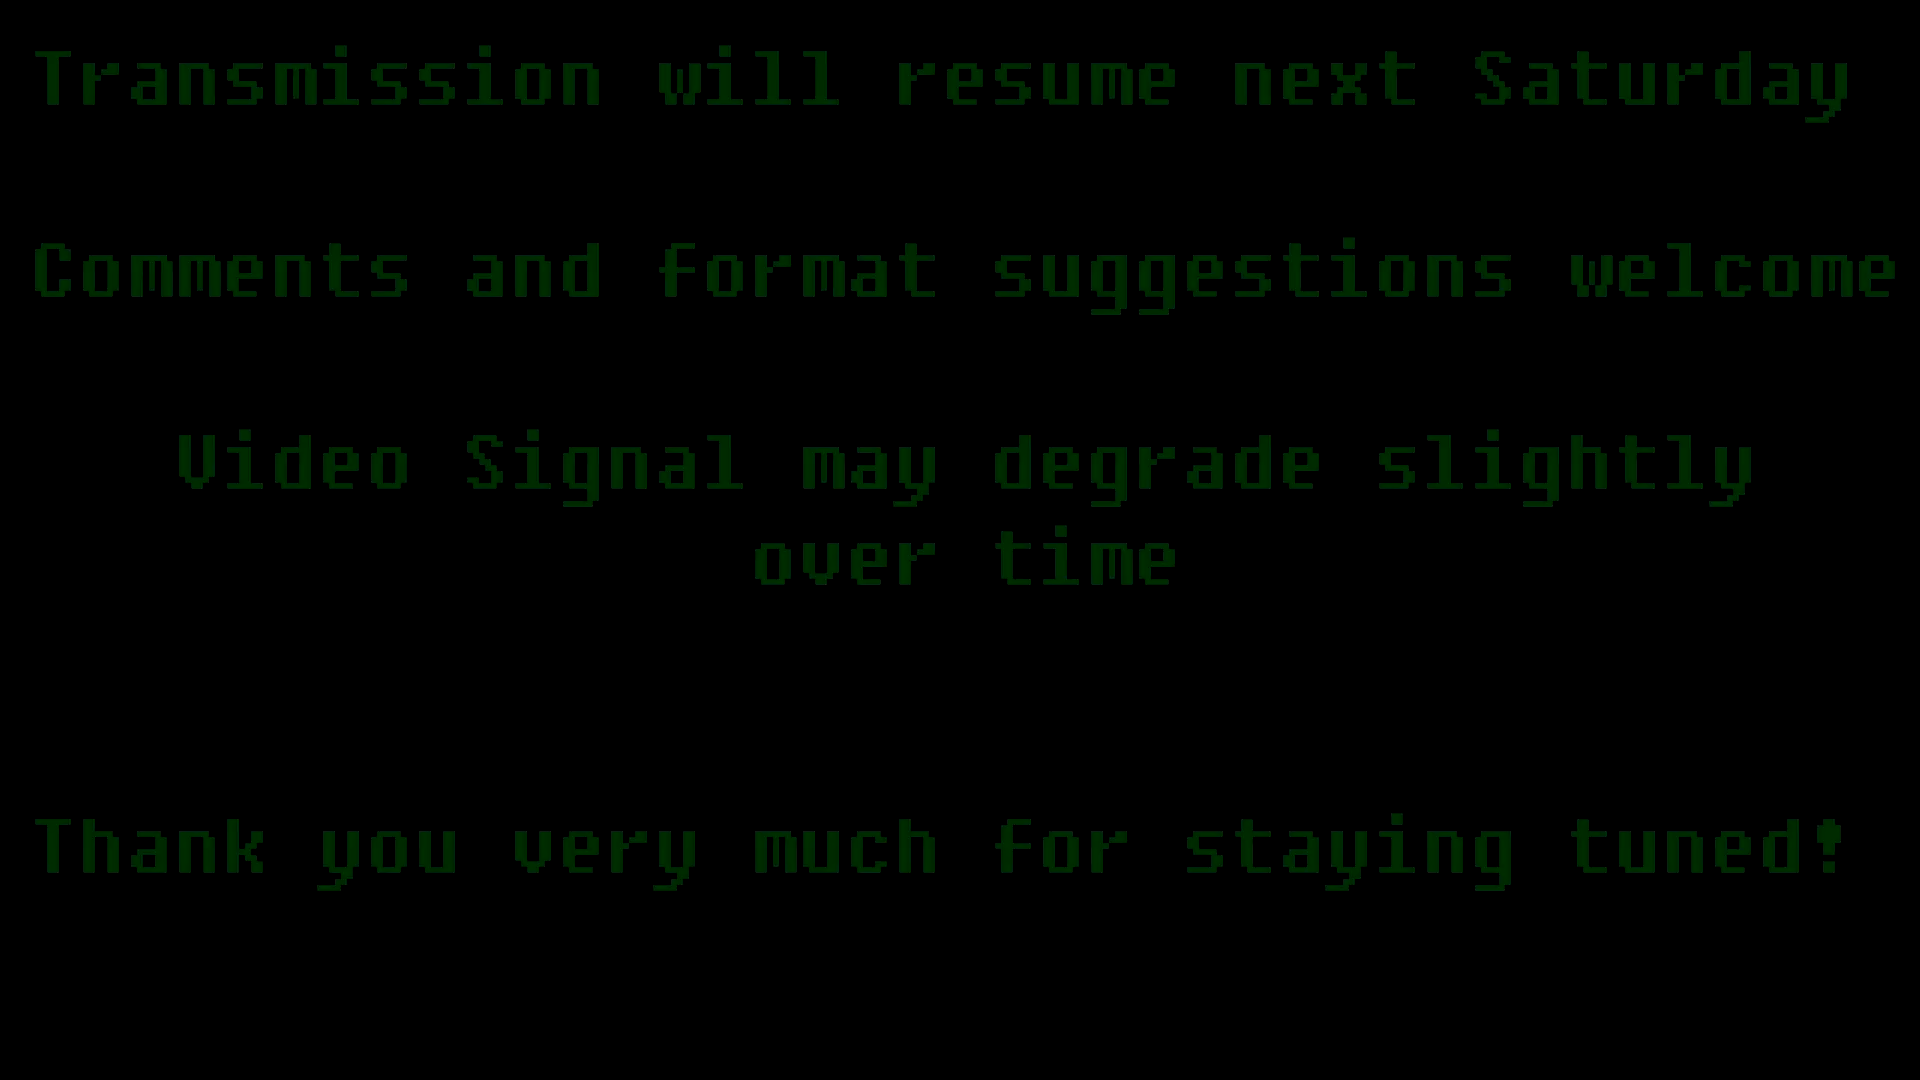 Transmission will resume next Saturday
Comments and format suggestions welcome
Video Signal may degrade slightly
over time
Thank you very much for staying tuned!